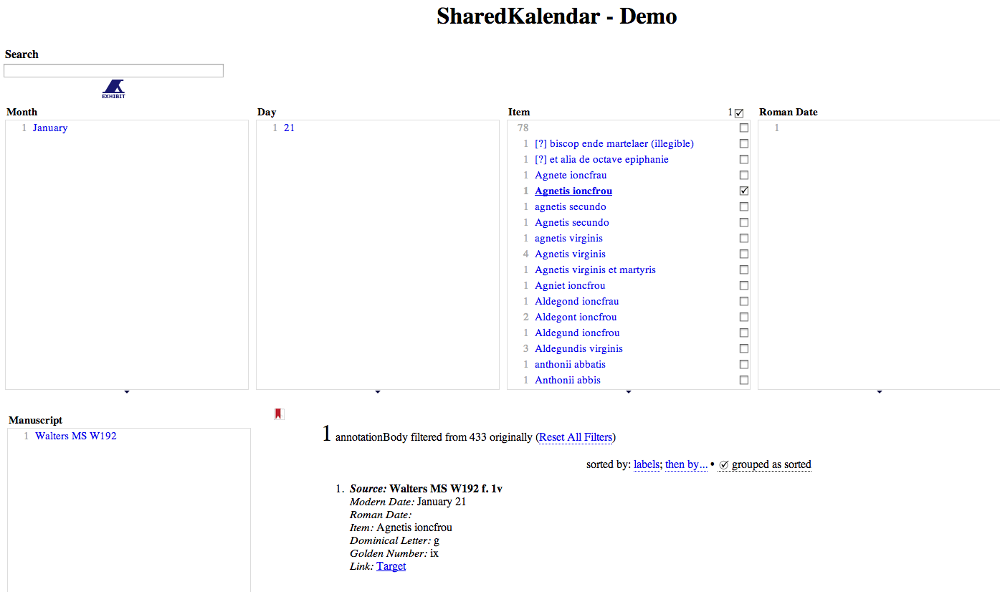 SharedKalendar - Demo
Search
EXHIBIT
Month
1 January
Day
1 21
Item 1
78
1 [?] biscop ende martelaer (illegible)
1 [?] et alia de octave epiphanie
1 Agnete ioncfrau
1 Agnetis ioncfrou
1 agnetis secundo
1 Agnetis secundo
1 agnetis virginis
4 Agnetis virginis
1 Agnetis virginis et martyris
1 Agniet ioncfrou
1 Aldegond ioncfrau
2 Aldegont ioncfrou
1 Aldegund ioncfrou
3 Aldegundis virginis
1 anthonii abbatis
1 Anthonii abbis
Roman Date
1
Manuscript
1 Walters MS W192
1 annotationBody filtered from 433 originally (Reset All Filters)
sorted by: labels; then by... • grouped as sorted
1. Source: Walters MS W192 f. 1v
Modern Date: January 21
Roman Date:
Item: Agnetis ioncfrou
Dominical Letter: g
Golden Number: ix
Link: Target